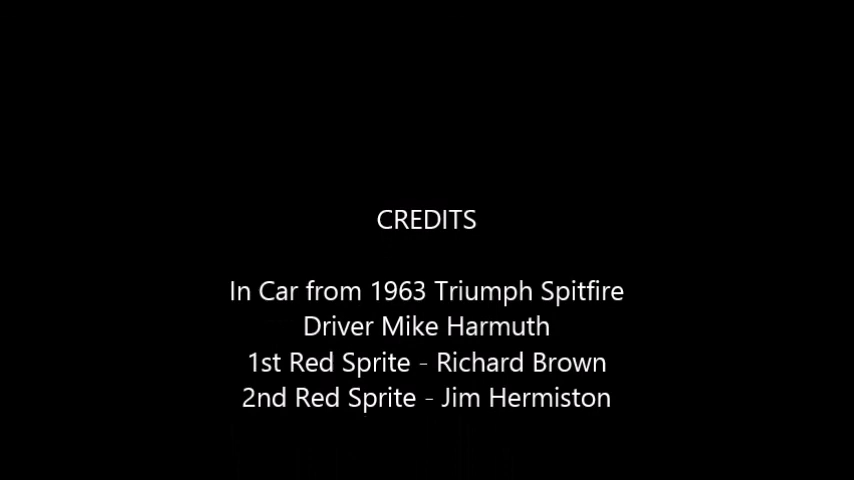 CREDITS
In Car from 1963 Triumph Spitfire
Driver Mike Harmuth
1st Red Sprite - Richard Brown
2nd Red Sprite - Jim Hermiston